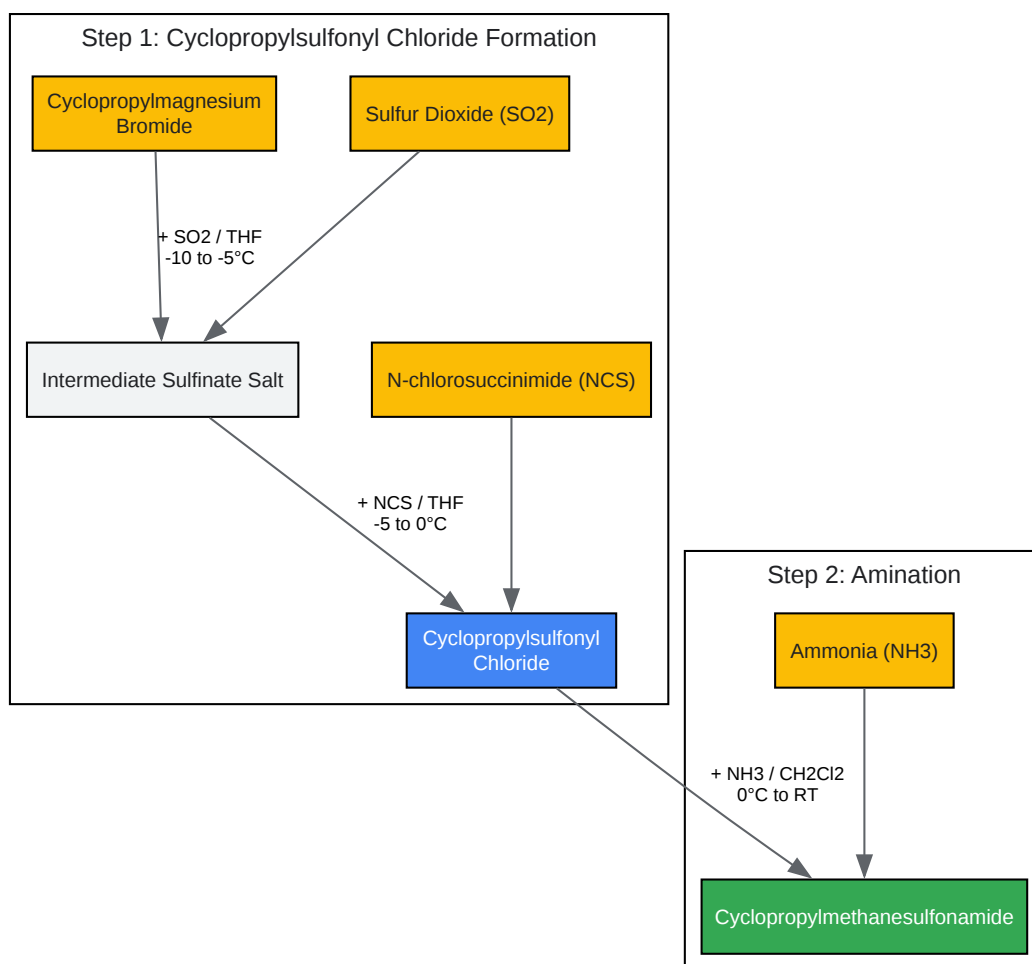 Step 1: Cyclopropylsulfonyl Chloride Formation
Cyclopropylmagnesium
Bromide
Sulfur Dioxide (SO2)
+ SO2 / THF
-10 to -5°C
Intermediate Sulfinate Salt
N-chlorosuccinimide (NCS)
+ NCS / THF
-5 to 0°C
Cyclopropylsulfonyl
Chloride
Step 2: Amination
Ammonia (NH3)
+ NH3 / CH2Cl2
0°C to RT
Cyclopropylmethanesulfonamide